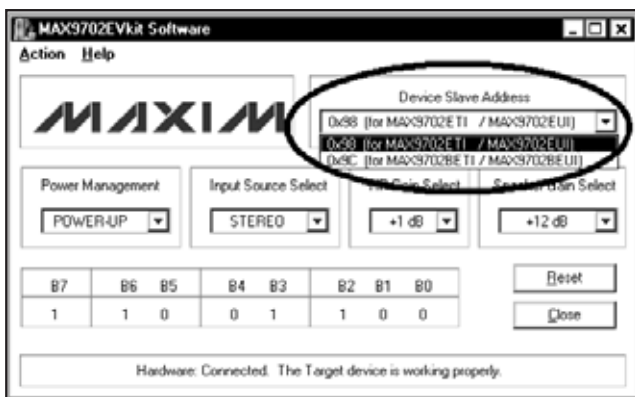 MAX9702EVkit Software
Action Help
MAXIM
Device Slave Address
0x98 (for MAX9702ETI / MAX9702EUI)
0x98 (for MAX9702ETI / MAX9702EUI)
0x9C (for MAX9702BETI / MAX9702BEUI)
Power Management
Input Source Select
Gain Select
Gain Select
POWER-UP
STEREO
+1 dB
+12 dB
B7 B6 B5 B4 B3 B2 B1 B0
1 1 0 0 1 1 0 0
Reset
Close
Hardware: Connected. The Target device is working properly.